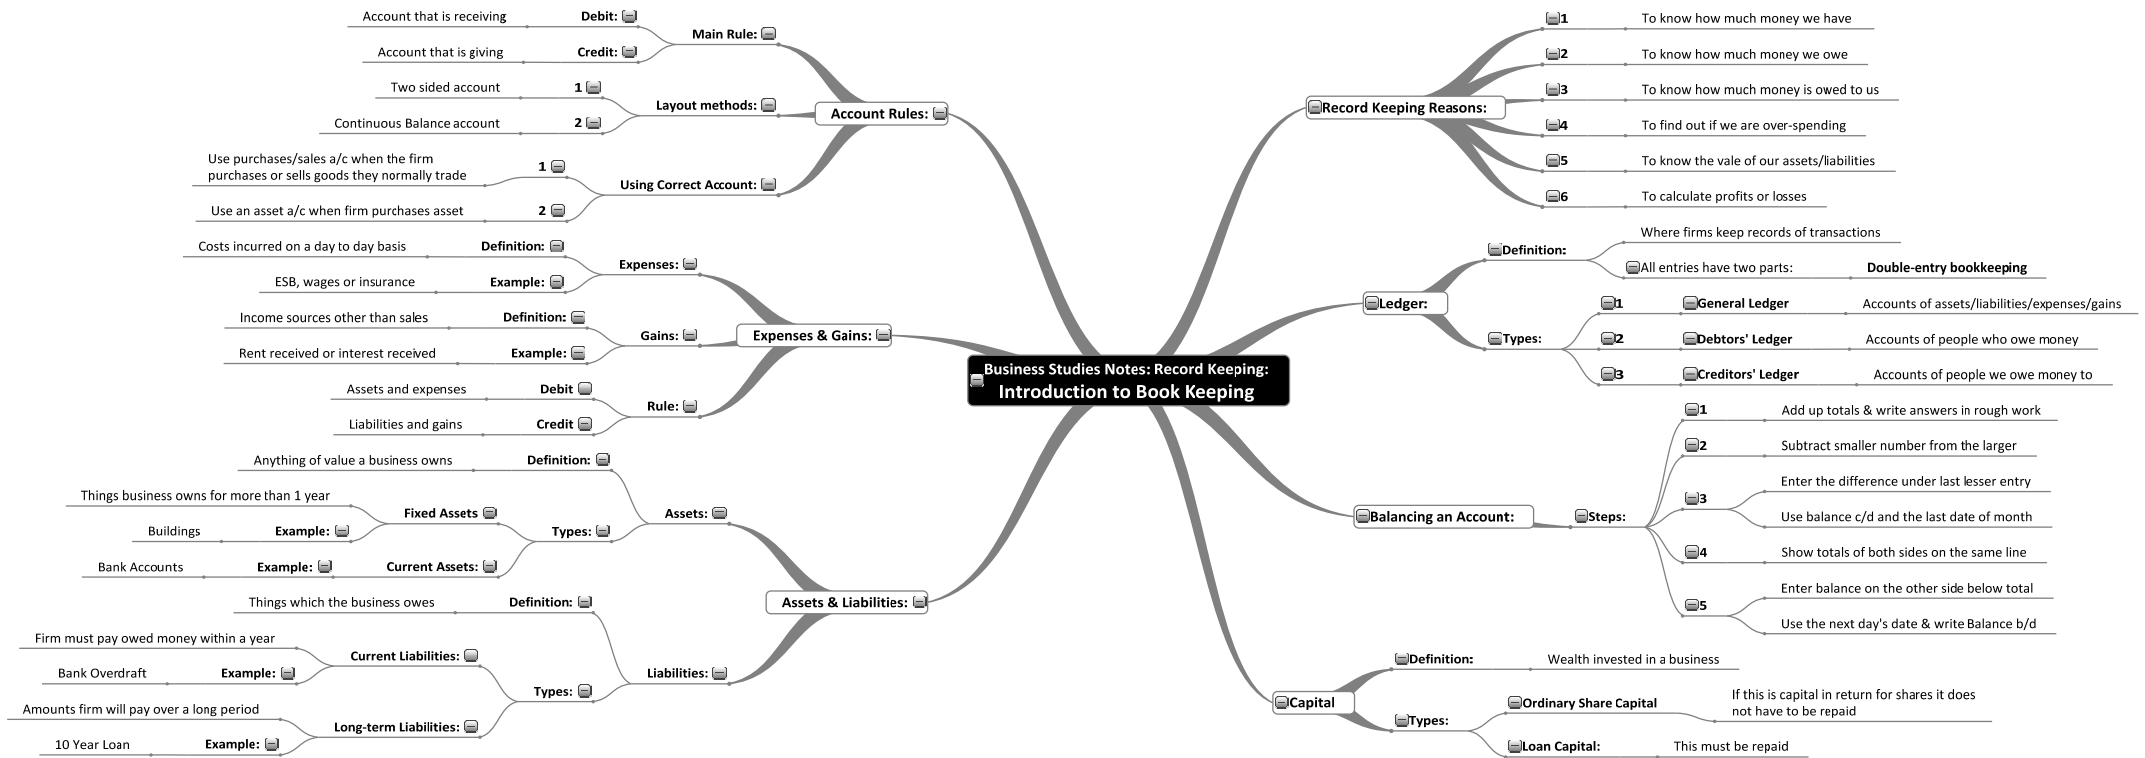 Business Studies Notes: Record Keeping:
Introduction to Book Keeping
Record Keeping Reasons:
1
To know how much money we have
2
To know how much money we owe
3
To know how much money is owed to us
4
To find out if we are over-spending
5
To know the vale of our assets/liabilities
6
To calculate profits or losses
Ledger:
Definition:
Where firms keep records of transactions
All entries have two parts:
Double-entry bookkeeping
Types:
1
General Ledger
Accounts of assets/liabilities/expenses/gains
2
Debtors' Ledger
Accounts of people who owe money
3
Creditors' Ledger
Accounts of people we owe money to
Balancing an Account:
Steps:
1
Add up totals & write answers in rough work
2
Subtract smaller number from the larger
3
Enter the difference under last lesser entry
Use balance c/d and the last date of month
4
Show totals of both sides on the same line
5
Enter balance on the other side below total
Use the next day's date & write Balance b/d
Capital
Definition:
Wealth invested in a business
Types:
Ordinary Share Capital
If this is capital in return for shares it does
not have to be repaid
Loan Capital:
This must be repaid
Account Rules:
Main Rule:
Debit:
Account that is receiving
Credit:
Account that is giving
Layout methods:
1
Two sided account
2
Continuous Balance account
Using Correct Account:
1
Use purchases/sales a/c when the firm
purchases or sells goods they normally trade
2
Use an asset a/c when firm purchases asset
Expenses & Gains:
Expenses:
Definition:
Costs incurred on a day to day basis
Example:
ESB, wages or insurance
Gains:
Definition:
Income sources other than sales
Example:
Rent received or interest received
Rule:
Debit
Assets and expenses
Credit
Liabilities and gains
Assets & Liabilities:
Assets:
Definition:
Anything of value a business owns
Types:
Fixed Assets
Things business owns for more than 1 year
Example:
Buildings
Current Assets:
Example:
Bank Accounts
Liabilities:
Definition:
Things which the business owes
Types:
Current Liabilities:
Firm must pay owed money within a year
Example:
Bank Overdraft
Long-term Liabilities:
Amounts firm will pay over a long period
Example:
10 Year Loan